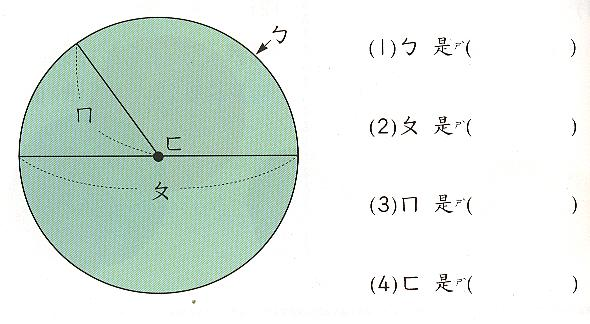 ㄅ
ㄇ
ㄈ
ㄆ
(1)ㄅ 是ㄕˋ( )
(2)ㄆ 是ㄕˋ( )
(3)ㄇ 是ㄕˋ( )
(4)ㄈ 是ㄕˋ( )